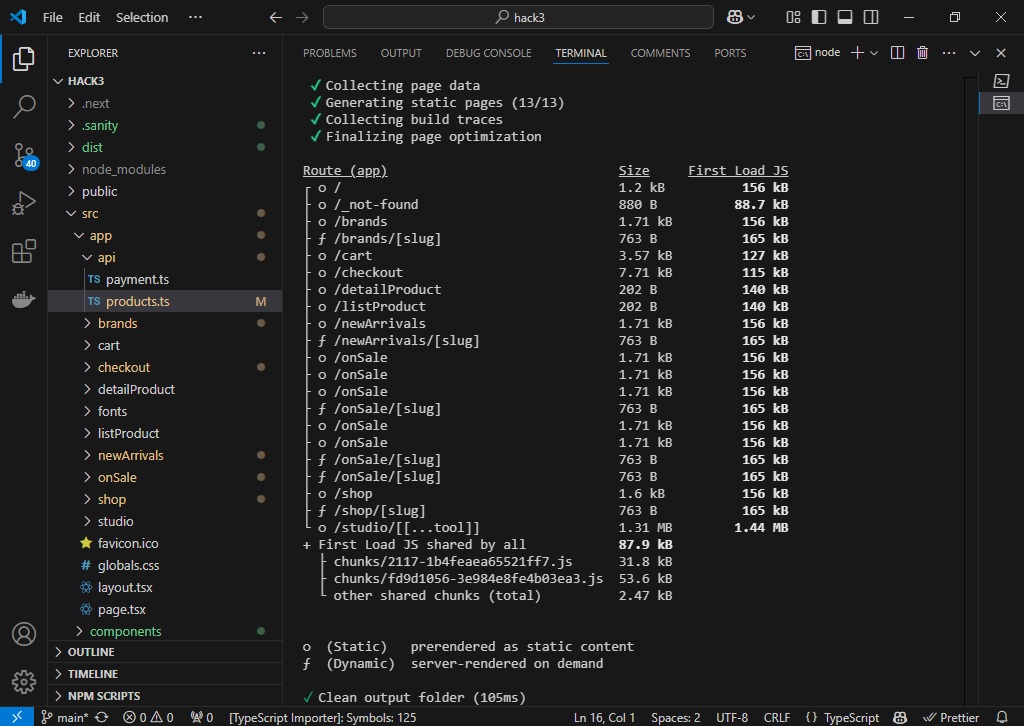 File Edit Selection ··· hack3
EXPLORER ···
HACK3
.next
.sanity
dist
node_modules
public
src
app
api
TS payment.ts
TS products.ts M
brands
cart
checkout
detailProduct
fonts
listProduct
newArrivals
onSale
shop
studio
favicon.ico
# globals.css
layout.tsx
page.tsx
components
OUTLINE
TIMELINE
NPM SCRIPTS
40
PROBLEMS OUTPUT DEBUG CONSOLE TERMINAL COMMENTS PORTS node ···
✓ Collecting page data
✓ Generating static pages (13/13)
✓ Collecting build traces
✓ Finalizing page optimization
Route (app) Size First Load JS
┌ o / 1.2 kB 156 kB
├ o /_not-found 880 B 88.7 kB
├ o /brands 1.71 kB 156 kB
├ ƒ /brands/[slug] 763 B 165 kB
├ o /cart 3.57 kB 127 kB
├ o /checkout 7.71 kB 115 kB
├ o /detailProduct 202 B 140 kB
├ o /listProduct 202 B 140 kB
├ o /newArrivals 1.71 kB 156 kB
├ ƒ /newArrivals/[slug] 763 B 165 kB
├ o /onSale 1.71 kB 156 kB
├ o /onSale 1.71 kB 156 kB
├ o /onSale 1.71 kB 156 kB
├ ƒ /onSale/[slug] 763 B 165 kB
├ o /onSale 1.71 kB 156 kB
├ o /onSale 1.71 kB 156 kB
├ ƒ /onSale/[slug] 763 B 165 kB
├ ƒ /onSale/[slug] 763 B 165 kB
├ o /shop 1.6 kB 156 kB
├ ƒ /shop/[slug] 763 B 165 kB
└ o /studio/[[...tool]] 1.31 MB 1.44 MB
+ First Load JS shared by all 87.9 kB
├ chunks/2117-1b4feaea65521ff7.js 31.8 kB
├ chunks/fd9d1056-3e984e8fe4b03ea3.js 53.6 kB
└ other shared chunks (total) 2.47 kB
o (Static) prerendered as static content
ƒ (Dynamic) server-rendered on demand
✓ Clean output folder (105ms)
main* 0 0 0 [TypeScript Importer]: Symbols: 125 Ln 16, Col 1 Spaces: 2 UTF-8 CRLF {} TypeScript Prettier